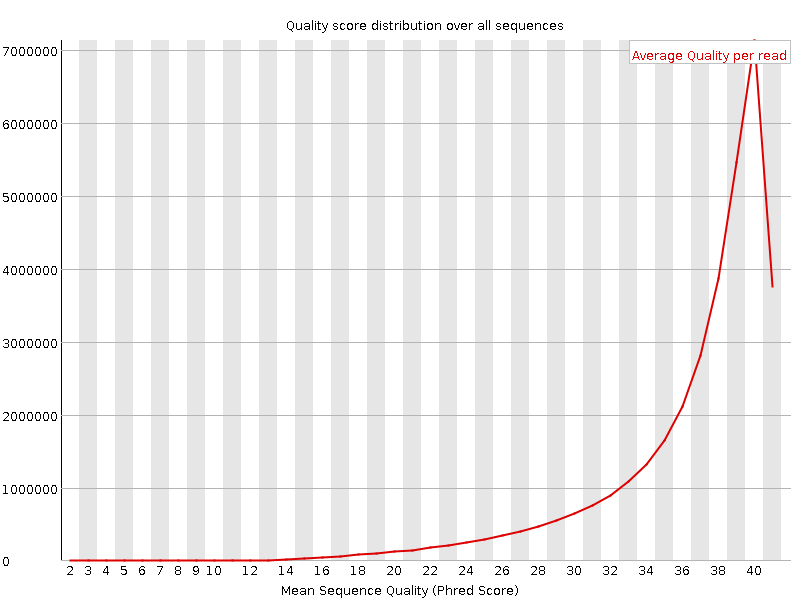 Quality score distribution over all sequences
Average Quality per read
7000000
6000000
5000000
4000000
3000000
2000000
1000000
0
2 3 4 5 6 7 8 9 10 12 14 16 18 20 22 24 26 28 30 32 34 36 38 40
Mean Sequence Quality (Phred Score)